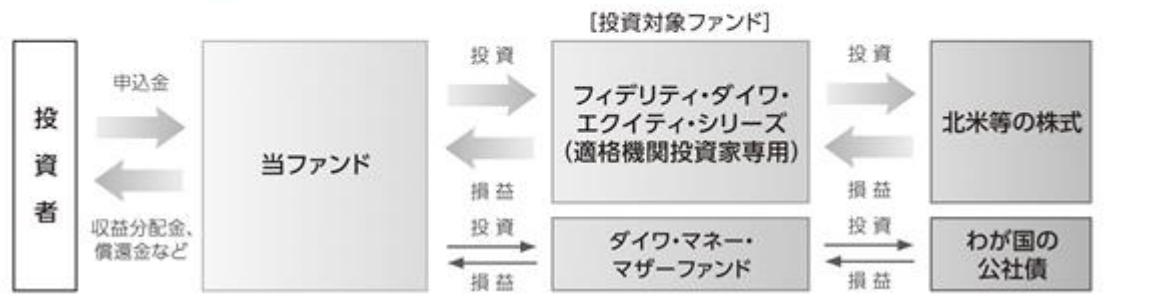 [投資対象ファンド]
投資者
申込金
収益分配金、
償還金など
当ファンド
投資
損益
投資
損益
フィデリティ・ダイワ・
エクイティ・シリーズ
(適格機関投資家専用)
ダイワ・マネー・
マザーファンド
投資
損益
投資
損益
北米等の株式
わが国の
公社債